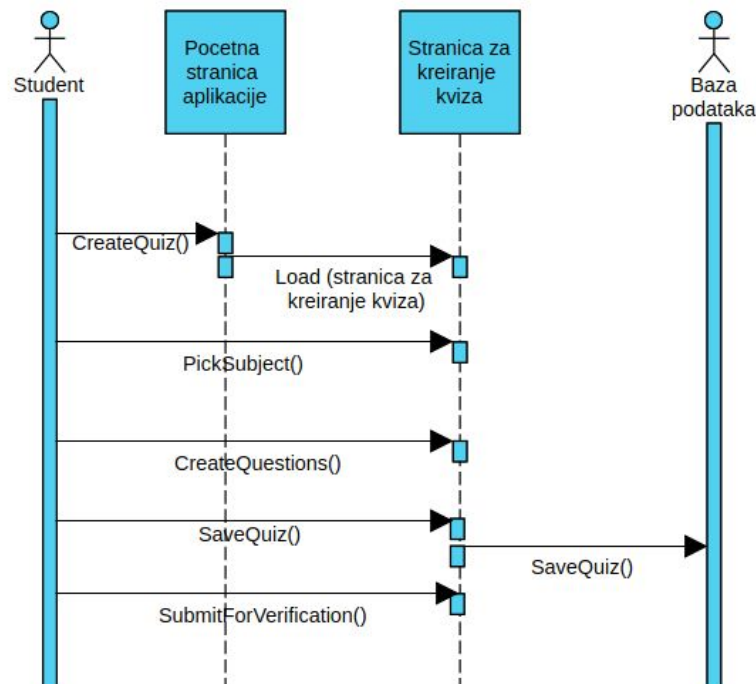 Student
Pocetna
stranica
aplikacije
Stranica za
kreiranje
kviza
Baza
podataka
CreateQuiz()
Load (stranica za
kreiranje kviza)
PickSubject()
CreateQuestions()
SaveQuiz()
SaveQuiz()
SubmitForVerification()